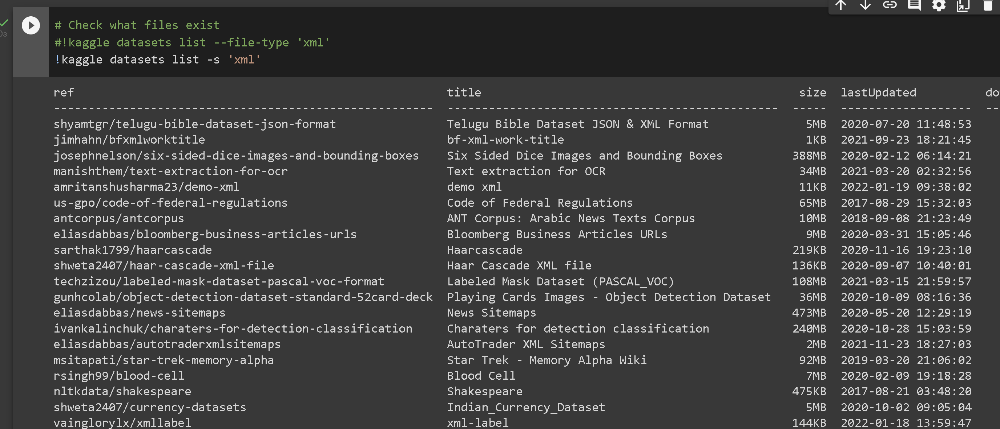 # Check what files exist
#!kaggle datasets list --file-type 'xml'
!kaggle datasets list -s 'xml'
0s
ref title size lastUpdated do
------------------------------------------------------- ------------------------------------------------ ----- ------------------- --
shyamtgr/telugu-bible-dataset-json-format Telugu Bible Dataset JSON & XML Format 5MB 2020-07-20 11:48:53
jimhahn/bfxmlworktitle bf-xml-work-title 1KB 2021-09-23 18:21:45
josephnelson/six-sided-dice-images-and-bounding-boxes Six Sided Dice Images and Bounding Boxes 388MB 2020-02-12 06:14:21
manishthem/text-extraction-for-ocr Text extraction for OCR 34MB 2021-03-20 02:32:56
amritanshusharma23/demo-xml demo xml 11KB 2022-01-19 09:38:02
us-gpo/code-of-federal-regulations Code of Federal Regulations 65MB 2017-08-29 15:32:03
antcorpus/antcorpus ANT Corpus: Arabic News Texts Corpus 10MB 2018-09-08 21:23:49
eliasdabbas/bloomberg-business-articles-urls Bloomberg Business Articles URLs 9MB 2020-03-31 15:05:46
sarthak1799/haarcascade Haarcascade 219KB 2020-11-16 19:23:10
shweta2407/haar-cascade-xml-file Haar Cascade XML file 136KB 2020-09-07 10:40:01
techzizou/labeled-mask-dataset-pascal-voc-format Labeled Mask Dataset (PASCAL_VOC) 108MB 2021-03-15 21:59:57
gunhcolab/object-detection-dataset-standard-52card-deck Playing Cards Images - Object Detection Dataset 36MB 2020-10-09 08:16:36
eliasdabbas/news-sitemaps News Sitemaps 473MB 2020-05-20 12:29:19
ivankalinchuk/charaters-for-detection-classification Charaters for detection classification 240MB 2020-10-28 15:03:59
eliasdabbas/autotraderxmlsitemaps AutoTrader XML Sitemaps 2MB 2021-11-23 18:27:03
msitapati/star-trek-memory-alpha Star Trek - Memory Alpha Wiki 92MB 2019-03-20 21:06:02
rsingh99/blood-cell Blood Cell 7MB 2020-02-09 19:18:28
nltkdata/shakespeare Shakespeare 475KB 2017-08-21 03:48:20
shweta2407/currency-datasets Indian_Currency_Dataset 5MB 2020-10-02 09:05:04
vainglorylx/xmllabel xml-label 144KB 2022-01-18 13:59:47